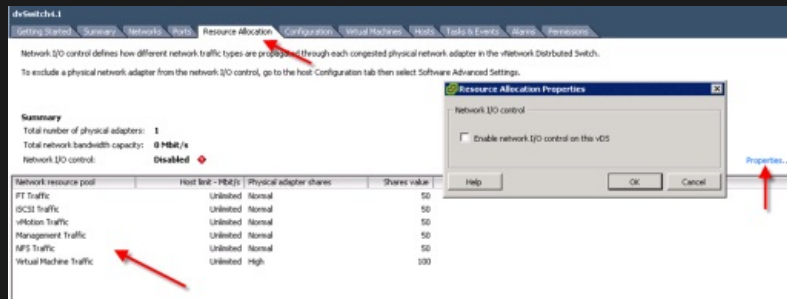 dvSwitch4.1
Getting Started Summary Networks Ports Resource Allocation Configuration Virtual Machines Hosts Tasks & Events Alarms Permissions
Network I/O control defines how different network traffic types are propagated through each congested physical network adapter in the vNetwork Distrbuted Switch.
To exclude a physical network adapter from the network I/O control, go to the host Configuration tab then select Software Advanced Settings.
Resource Allocation Properties
Network I/O control
Enable network I/O control on this vDS
Help OK Cancel
Summary
Total number of physical adapters: 1
Total network bandwidth capacity: 0 Mbit/s
Network I/O control: Disabled
Properties...
Network resource pool Host limit - Mbit/s Physical adapter shares Shares value
FT Traffic Unlimited Normal 50
iSCSI Traffic Unlimited Normal 50
vMotion Traffic Unlimited Normal 50
Management Traffic Unlimited Normal 50
NFS Traffic Unlimited Normal 50
Virtual Machine Traffic Unlimited High 100